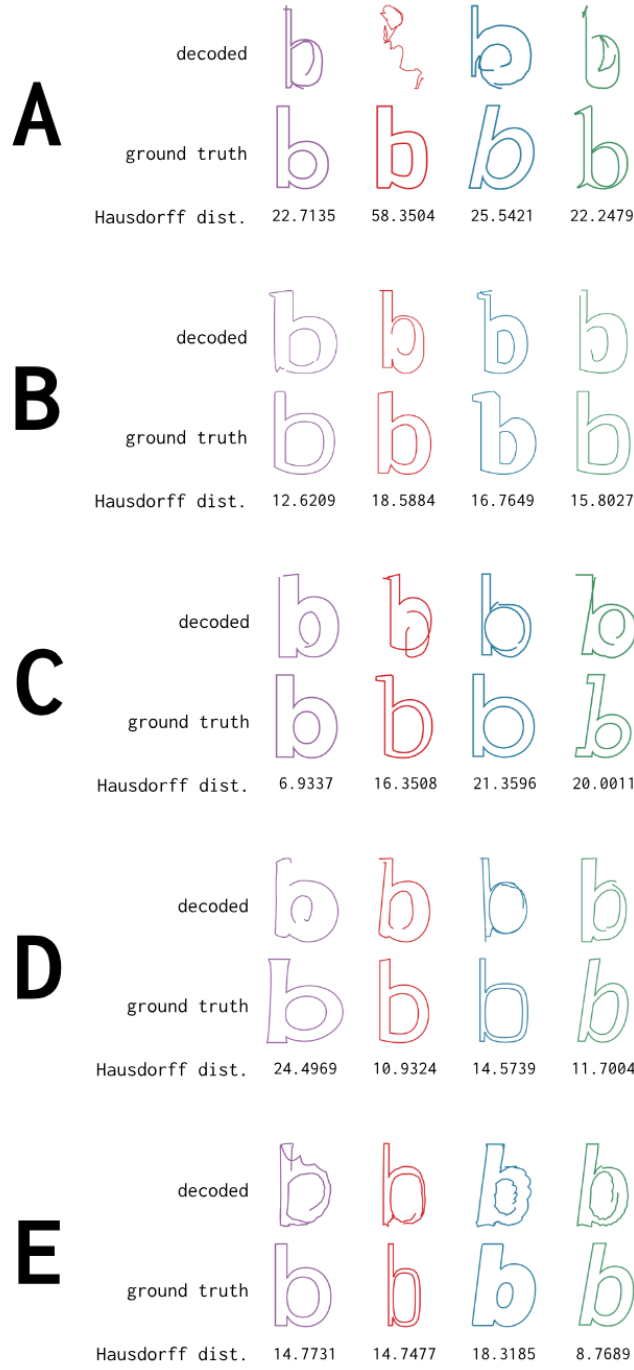 A
decoded b b b
ground truth b b b b
Hausdorff dist. 22.7135 58.3504 25.5421 22.2479
B
decoded b b b b
ground truth b b b b
Hausdorff dist. 12.6209 18.5884 16.7649 15.8027
C
decoded b b b b
ground truth b b b b
Hausdorff dist. 6.9337 16.3508 21.3596 20.0011
D
decoded b b b b
ground truth b b b b
Hausdorff dist. 24.4969 10.9324 14.5739 11.7004
E
decoded b b b b
ground truth b b b b
Hausdorff dist. 14.7731 14.7477 18.3185 8.7689